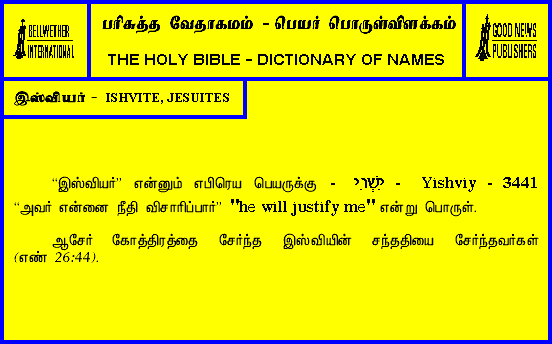 BELLWETHER
INTERNATIONAL
பரிசுத்த வேதாகமம் - பெயர் பொருள்விளக்கம்
THE HOLY BIBLE - DICTIONARY OF NAMES
GOOD NEWS
PUBLISHERS
இஸ்வியர் - ISHVITE, JESUITES
“இஸ்வியர்” என்னும் எபிரெய பெயருக்கு - יִשְׁוִי - Yishviy - 3441
“அவர் என்னை நீதி விசாரிப்பார்” "he will justify me" என்று பொருள்.
ஆசேர் கோத்திரத்தை சேர்ந்த இஸ்வியின் சந்ததியை சேர்ந்தவர்கள்
(எண் 26:44).